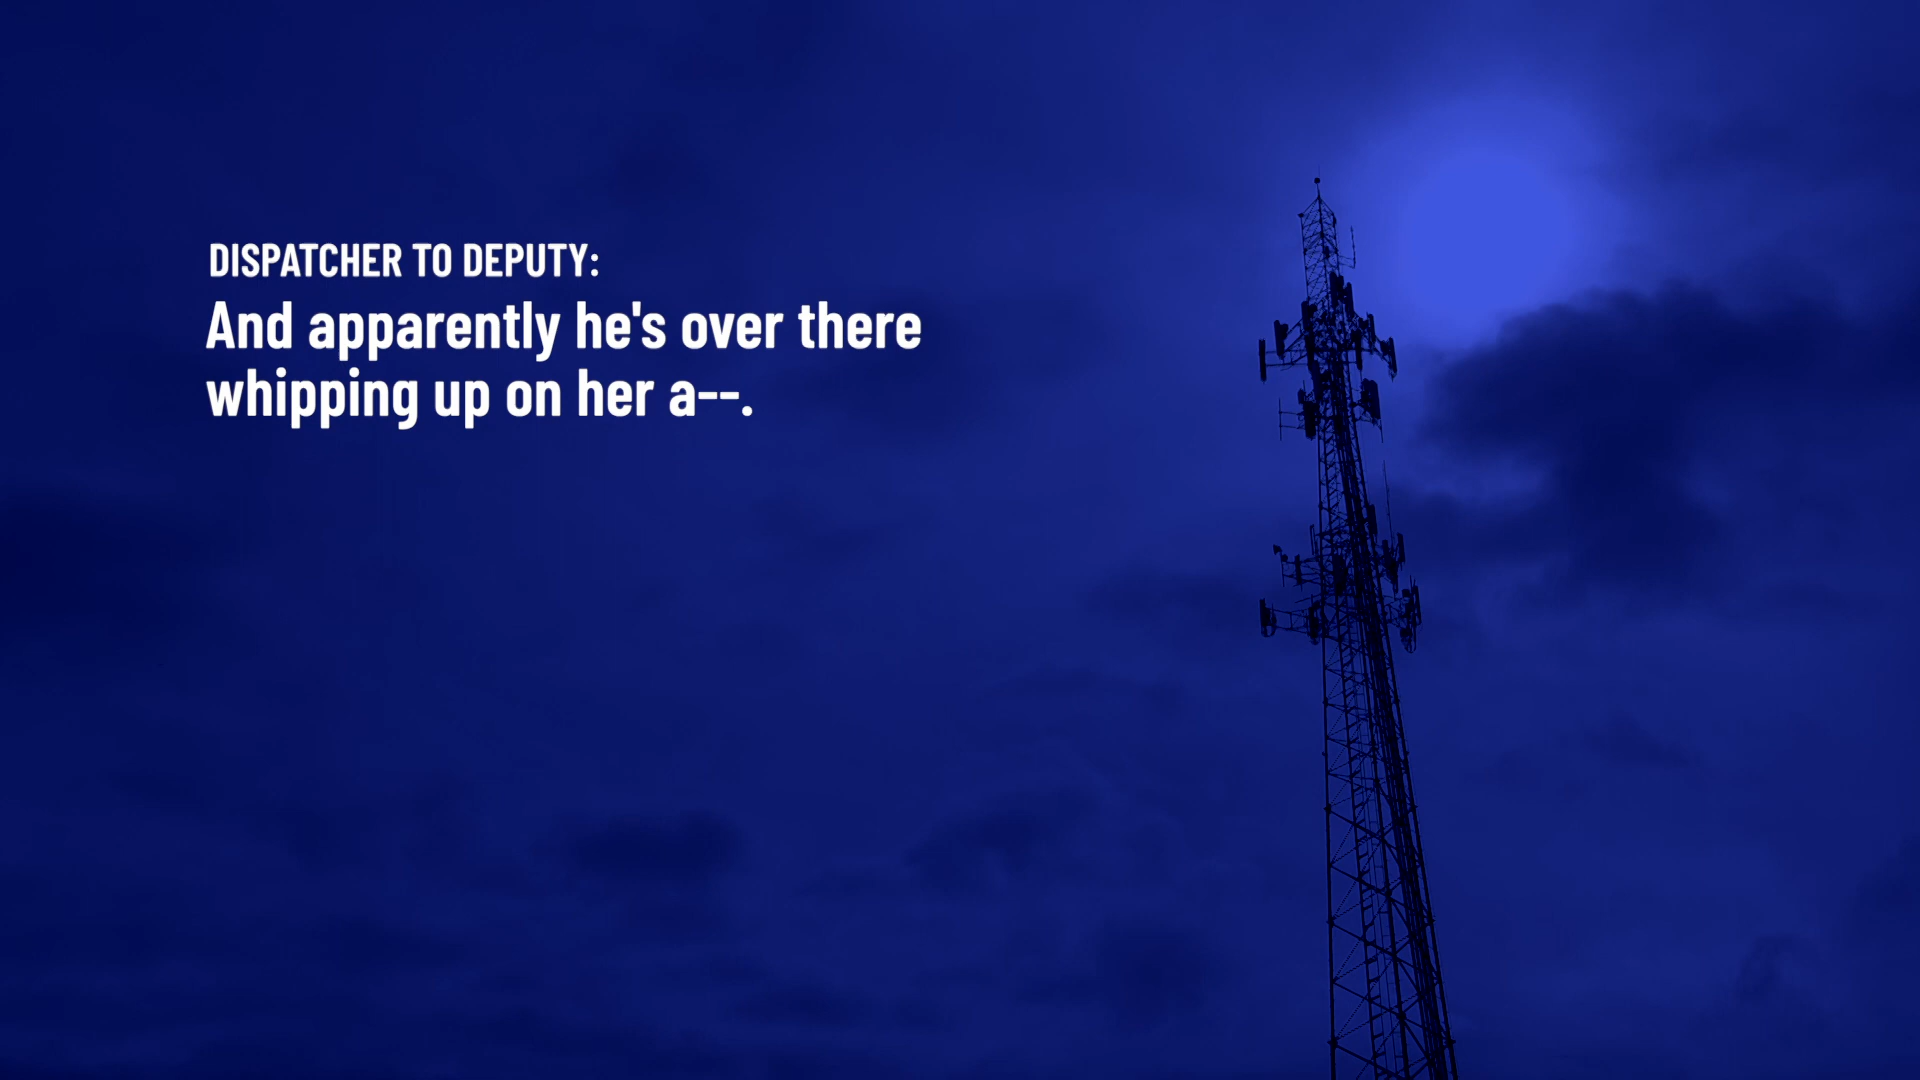 DISPATCHER TO DEPUTY:
And apparently he's over there
whipping up on her a--.